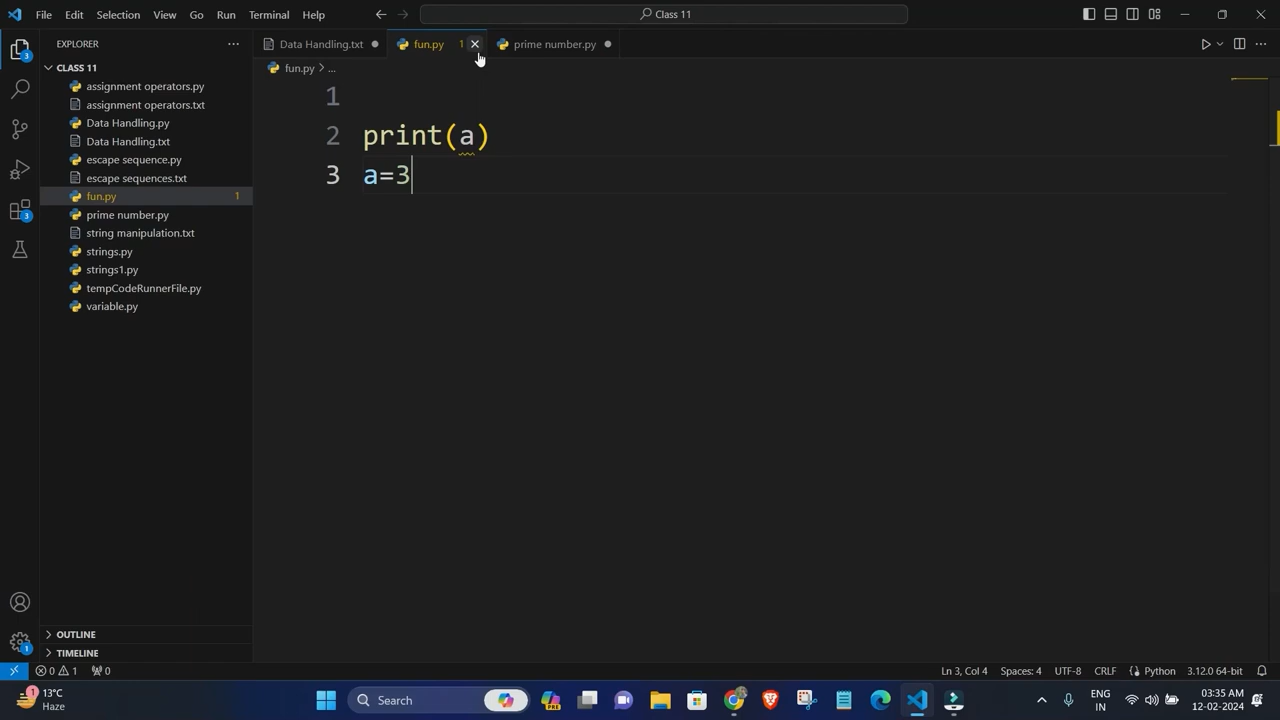 File Edit Selection View Go Run Terminal Help
Class 11
EXPLORER
Data Handling.txt
fun.py 1
prime number.py
CLASS 11
fun.py > ...
assignment operators.py
assignment operators.txt
Data Handling.py
Data Handling.txt
escape sequence.py
escape sequences.txt
fun.py 1
prime number.py
string manipulation.txt
strings.py
strings1.py
tempCodeRunnerFile.py
variable.py
3
3
1
1
2 print(a)
3 a=3
OUTLINE
TIMELINE
0 1 0
Ln 3, Col 4 Spaces: 4 UTF-8 CRLF Python 3.12.0 64-bit
1
13°C
Haze
Search
PRE
ENG
IN
03:35 AM
12-02-2024